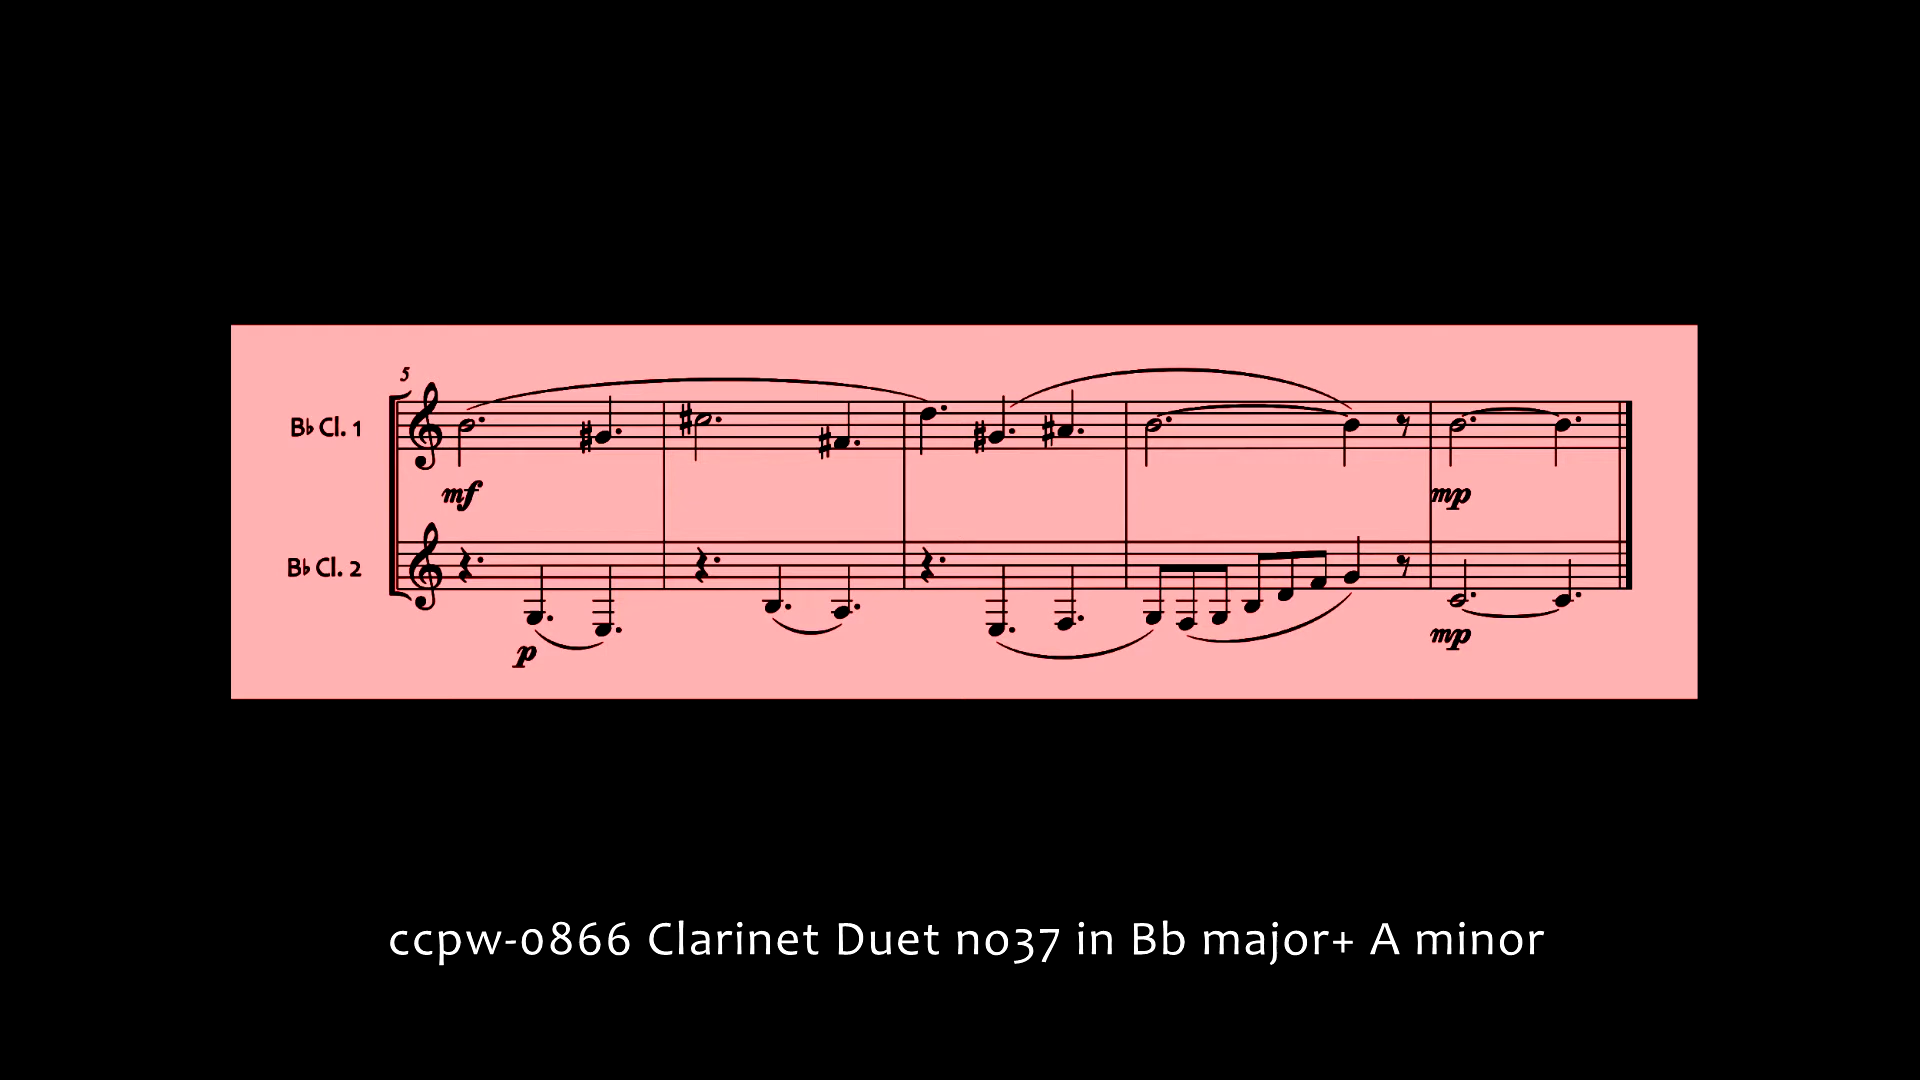 5
B♭ Cl. 1
mf
mp
B♭ Cl. 2
p
mp
ccpw-0866 Clarinet Duet no37 in Bb major+ A minor